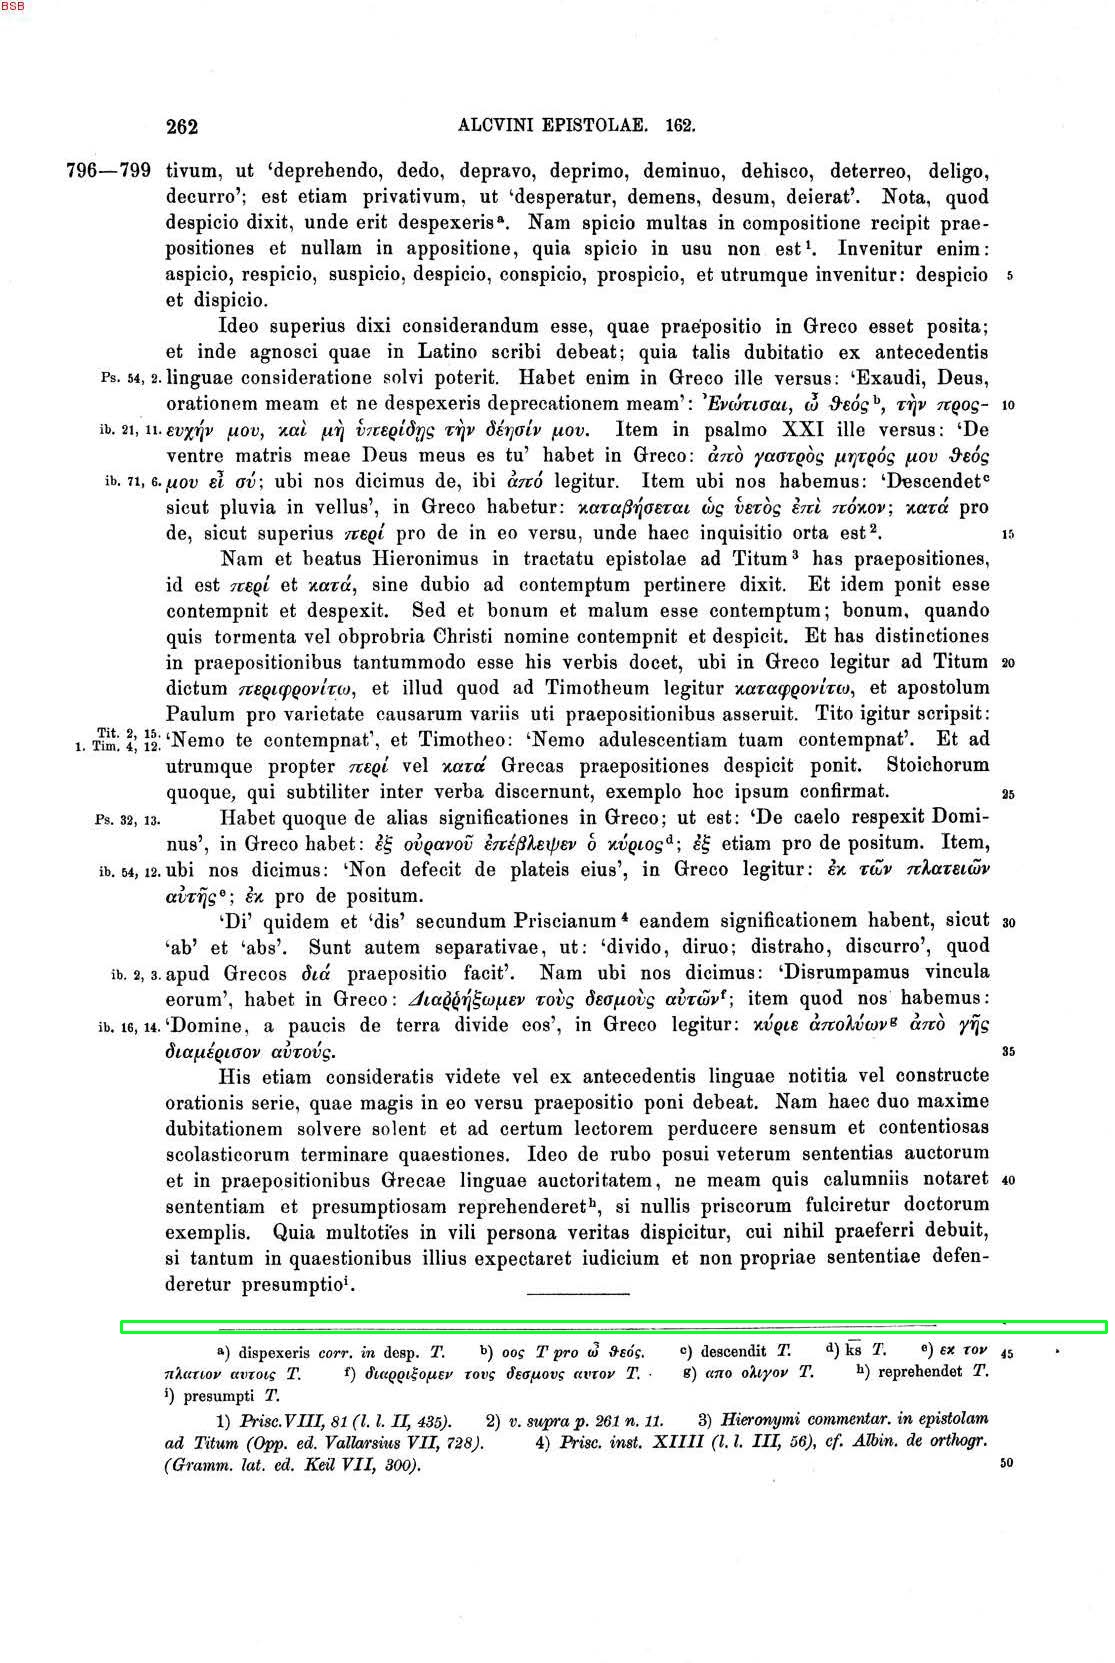 BSB
262 ALCVINI EPISTOLAE. 162.
796—799 tivum, ut ‘deprehendo, dedo, depravo, deprimo, deminuo, dehisco, deterreo, deligo,
decurro’; est etiam privativum, ut ‘desperatur, demens, desum, deierat’. Nota, quod
despicio dixit, unde erit despexerisᵃ. Nam spicio multas in compositione recipit prae-
positiones et nullam in appositione, quia spicio in usu non est¹. Invenitur enim:
aspicio, respicio, suspicio, despicio, conspicio, prospicio, et utrumque invenitur: despicio 5
et dispicio.
Ideo superius dixi considerandum esse, quae praepositio in Greco esset posita;
et inde agnosci quae in Latino scribi debeat; quia talis dubitatio ex antecedentis
Ps. 54, 2. linguae consideratione solvi poterit. Habet enim in Greco ille versus: ‘Exaudi, Deus,
orationem meam et ne despexeris deprecationem meam’: Ἐνώτισαι, ὦ ϑεόςᵇ, τὴν προς- 10
ib. 21, 11. ευχήν μου, καὶ μὴ ὑπερίδῃς τὴν δέησίν μου. Item in psalmo XXI ille versus: ‘De
ventre matris meae Deus meus es tu’ habet in Greco: ἀπὸ γαστρὸς μητρός μου ϑεός
ib. 71, 6. μου εἶ σύ; ubi nos dicimus de, ibi ἀπό legitur. Item ubi nos habemus: ‘Descendetᶜ
sicut pluvia in vellus’, in Greco habetur: καταβήσεται ὡς ὑετὸς ἐπὶ πόκον; κατά pro
de, sicut superius περί pro de in eo versu, unde haec inquisitio orta est². 15
Nam et beatus Hieronimus in tractatu epistolae ad Titum³ has praepositiones,
id est περί et κατά, sine dubio ad contemptum pertinere dixit. Et idem ponit esse
contempnit et despexit. Sed et bonum et malum esse contemptum; bonum, quando
quis tormenta vel obprobria Christi nomine contempnit et despicit. Et has distinctiones
in praepositionibus tantummodo esse his verbis docet, ubi in Greco legitur ad Titum 20
dictum περιφρονίτω, et illud quod ad Timotheum legitur καταφρονίτω, et apostolum
Paulum pro varietate causarum variis uti praepositionibus asseruit. Tito igitur scripsit:
Tit. 2, 15.
1. Tim. 4, 12. ‘Nemo te contempnat’, et Timotheo: ‘Nemo adulescentiam tuam contempnat’. Et ad
utrumque propter περί vel κατά Grecas praepositiones despicit ponit. Stoichorum
quoque, qui subtiliter inter verba discernunt, exemplo hoc ipsum confirmat. 25
Ps. 32, 13. Habet quoque de alias significationes in Greco; ut est: ‘De caelo respexit Domi-
nus’, in Greco habet: ἐξ οὐρανοῦ ἐπέβλεψεν ὁ κύριοςᵈ; ἐξ etiam pro de positum. Item,
ib. 54, 12. ubi nos dicimus: ‘Non defecit de plateis eius’, in Greco legitur: ἐκ τῶν πλατειῶν
αὐτῆςᵉ; ἐκ pro de positum.
‘Di’ quidem et ‘dis’ secundum Priscianum⁴ eandem significationem habent, sicut 30
‘ab’ et ‘abs’. Sunt autem separativae, ut: ‘divido, diruo; distraho, discurro’, quod
ib. 2, 3. apud Grecos διά praepositio facit’. Nam ubi nos dicimus: ‘Disrumpamus vincula
eorum’, habet in Greco: Διαῤῥήξωμεν τοὺς δεσμοὺς αὐτῶνᶠ; item quod nos habemus:
ib. 16, 14. ‘Domine, a paucis de terra divide eos’, in Greco legitur: κύριε ἀπολύωνᵍ ἀπὸ γῆς
διαμέρισον αὐτούς. 35
His etiam consideratis videte vel ex antecedentis linguae notitia vel constructe
orationis serie, quae magis in eo versu praepositio poni debeat. Nam haec duo maxime
dubitationem solvere solent et ad certum lectorem perducere sensum et contentiosas
scolasticorum terminare quaestiones. Ideo de rubo posui veterum sententias auctorum
et in praepositionibus Grecae linguae auctoritatem, ne meam quis calumniis notaret 40
sententiam et presumptiosam reprehenderetʰ, si nullis priscorum fulciretur doctorum
exemplis. Quia multoties in vili persona veritas dispicitur, cui nihil praeferri debuit,
si tantum in quaestionibus illius expectaret iudicium et non propriae sententiae defen-
deretur presumptioⁱ.
ᵃ) dispexeris corr. in desp. T. ᵇ) οος T pro ὦ ϑεός. ᶜ) descendit T. ᵈ) k̅s̅ T. ᵉ) εκ τον 45
πλατιον αυτοις T. ᶠ) διαρριξομεν τους δεσμους αυτον T. ᵍ) απο ολιγον T. ʰ) reprehendet T.
ⁱ) presumpti T.
1) Prisc. VIII, 81 (l. l. II, 435). 2) v. supra p. 261 n. 11. 3) Hieronymi commentar. in epistolam
ad Titum (Opp. ed. Vallarsius VII, 728). 4) Prisc. inst. XIIII (l. l. III, 56), cf. Albin. de orthogr.
(Gramm. lat. ed. Keil VII, 300). 50